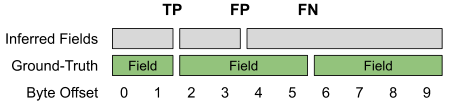 TP FP FN
Inferred Fields
Ground-Truth Field Field Field
Byte Offset 0 1 2 3 4 5 6 7 8 9